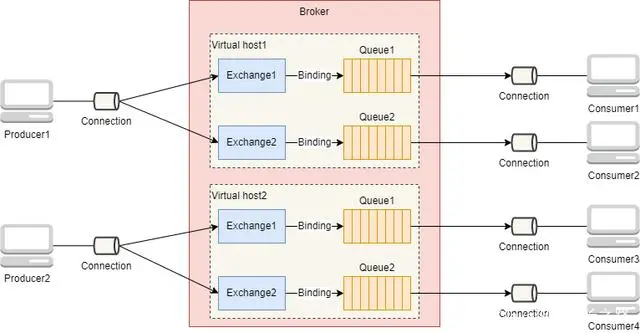 Broker
Virtual host1
Queue1
Exchange1
Binding
Producer1
Connection
Connection
Consumer1
Queue2
Exchange2
Binding
Connection
Consumer2
Virtual host2
Queue1
Exchange1
Binding
Producer2
Connection
Connection
Consumer3
Queue2
Exchange2
Binding
Connection
Consumer4